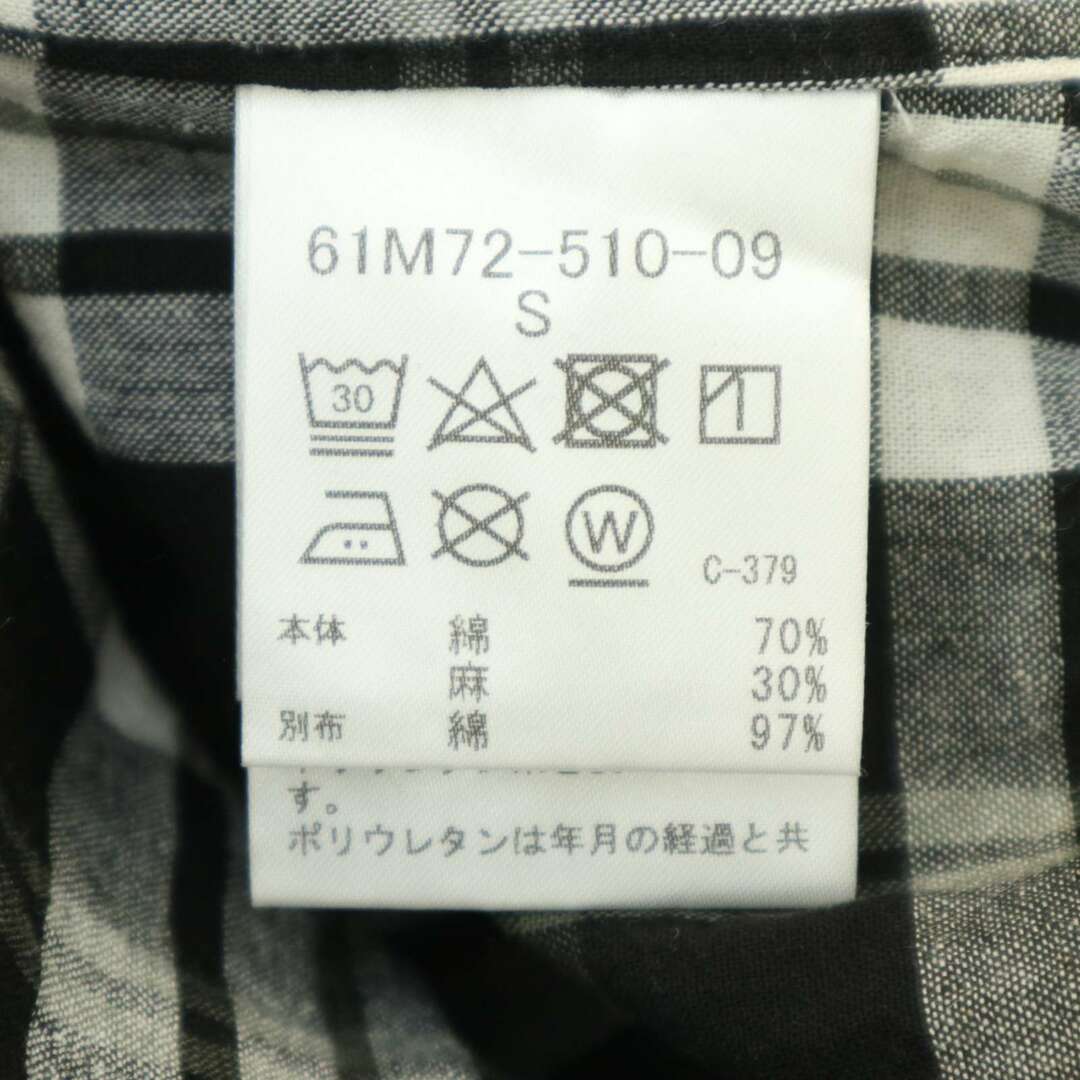 61M72-510-09
S
30
W
C-379
本体 綿 70%
麻 30%
別布 綿 97%
す。
ポリウレタンは年月の経過と共